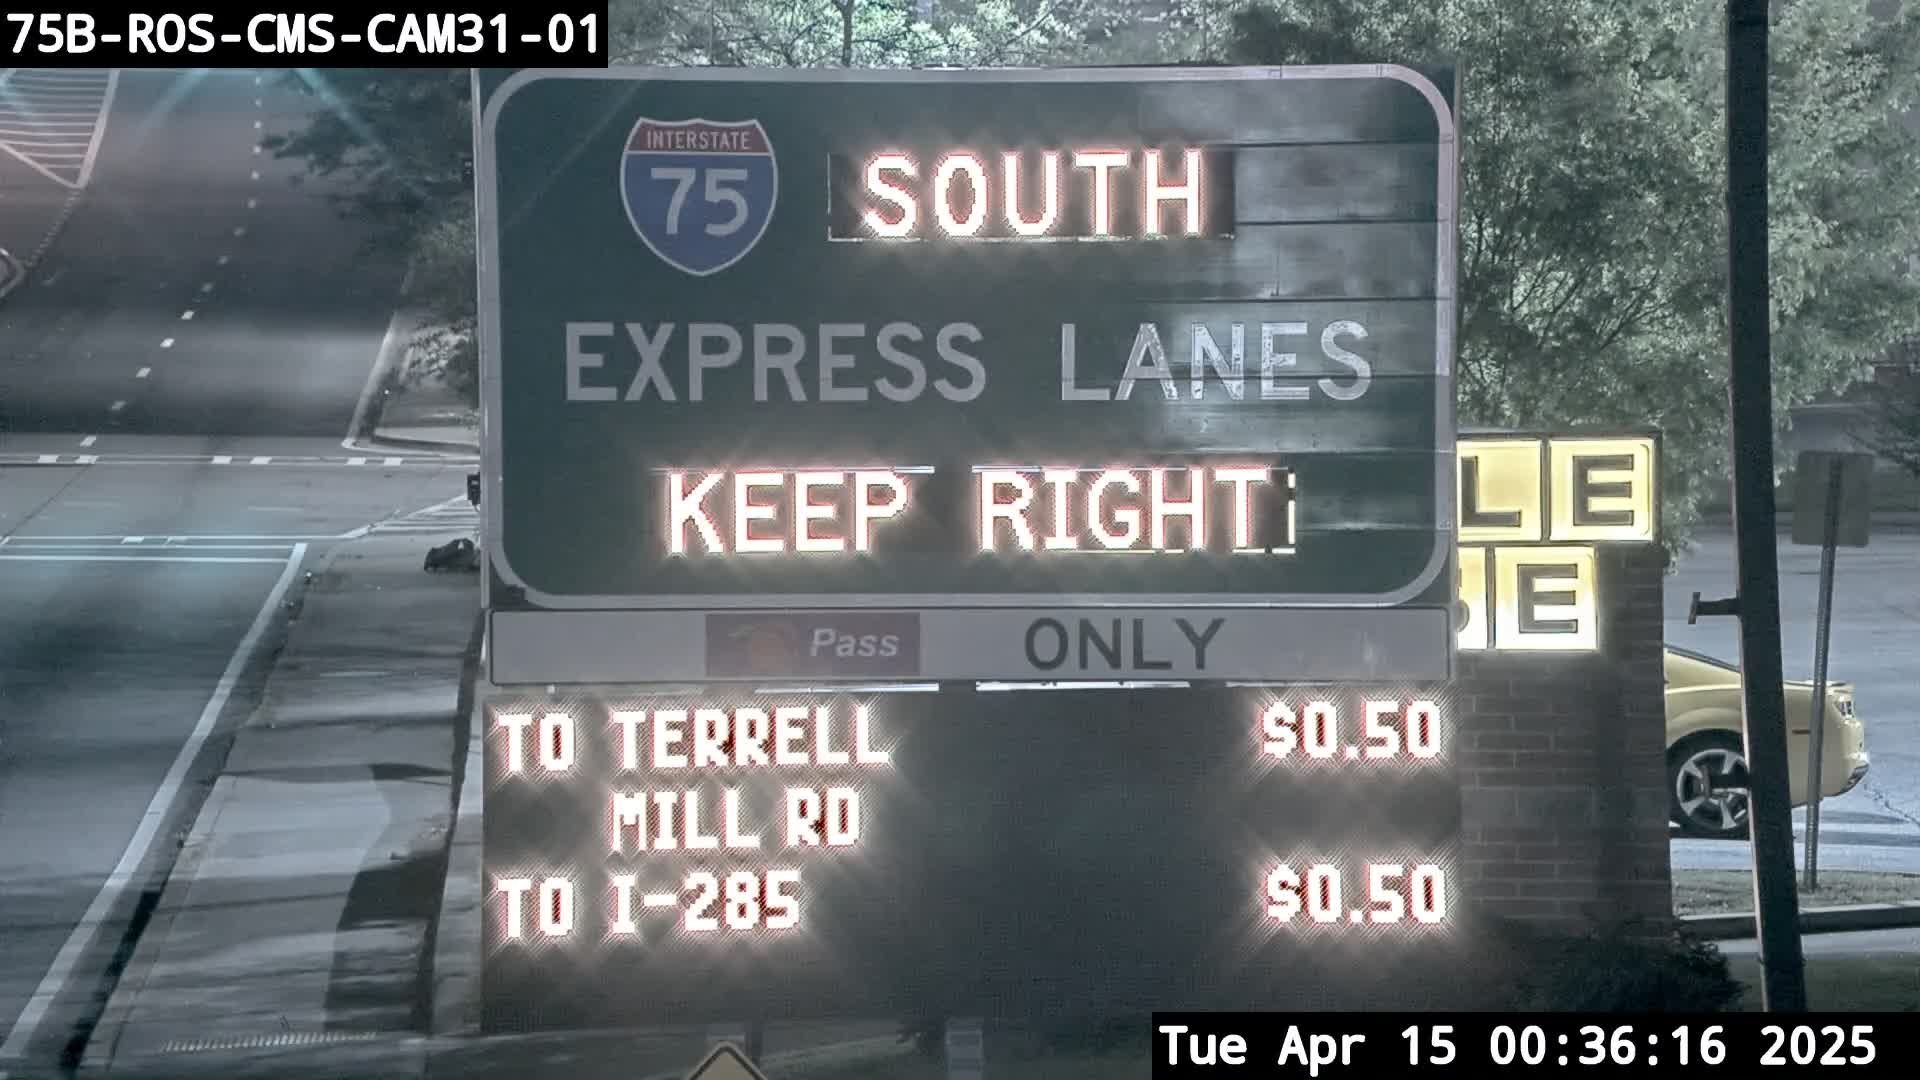 75B-ROS-CMS-CAM31-01
INTERSTATE
75
SOUTH
EXPRESS LANES
KEEP RIGHT
LE
E
Pass ONLY
TO TERRELL $0.50
MILL RD
TO I-285 $0.50
Tue Apr 15 00:36:16 2025